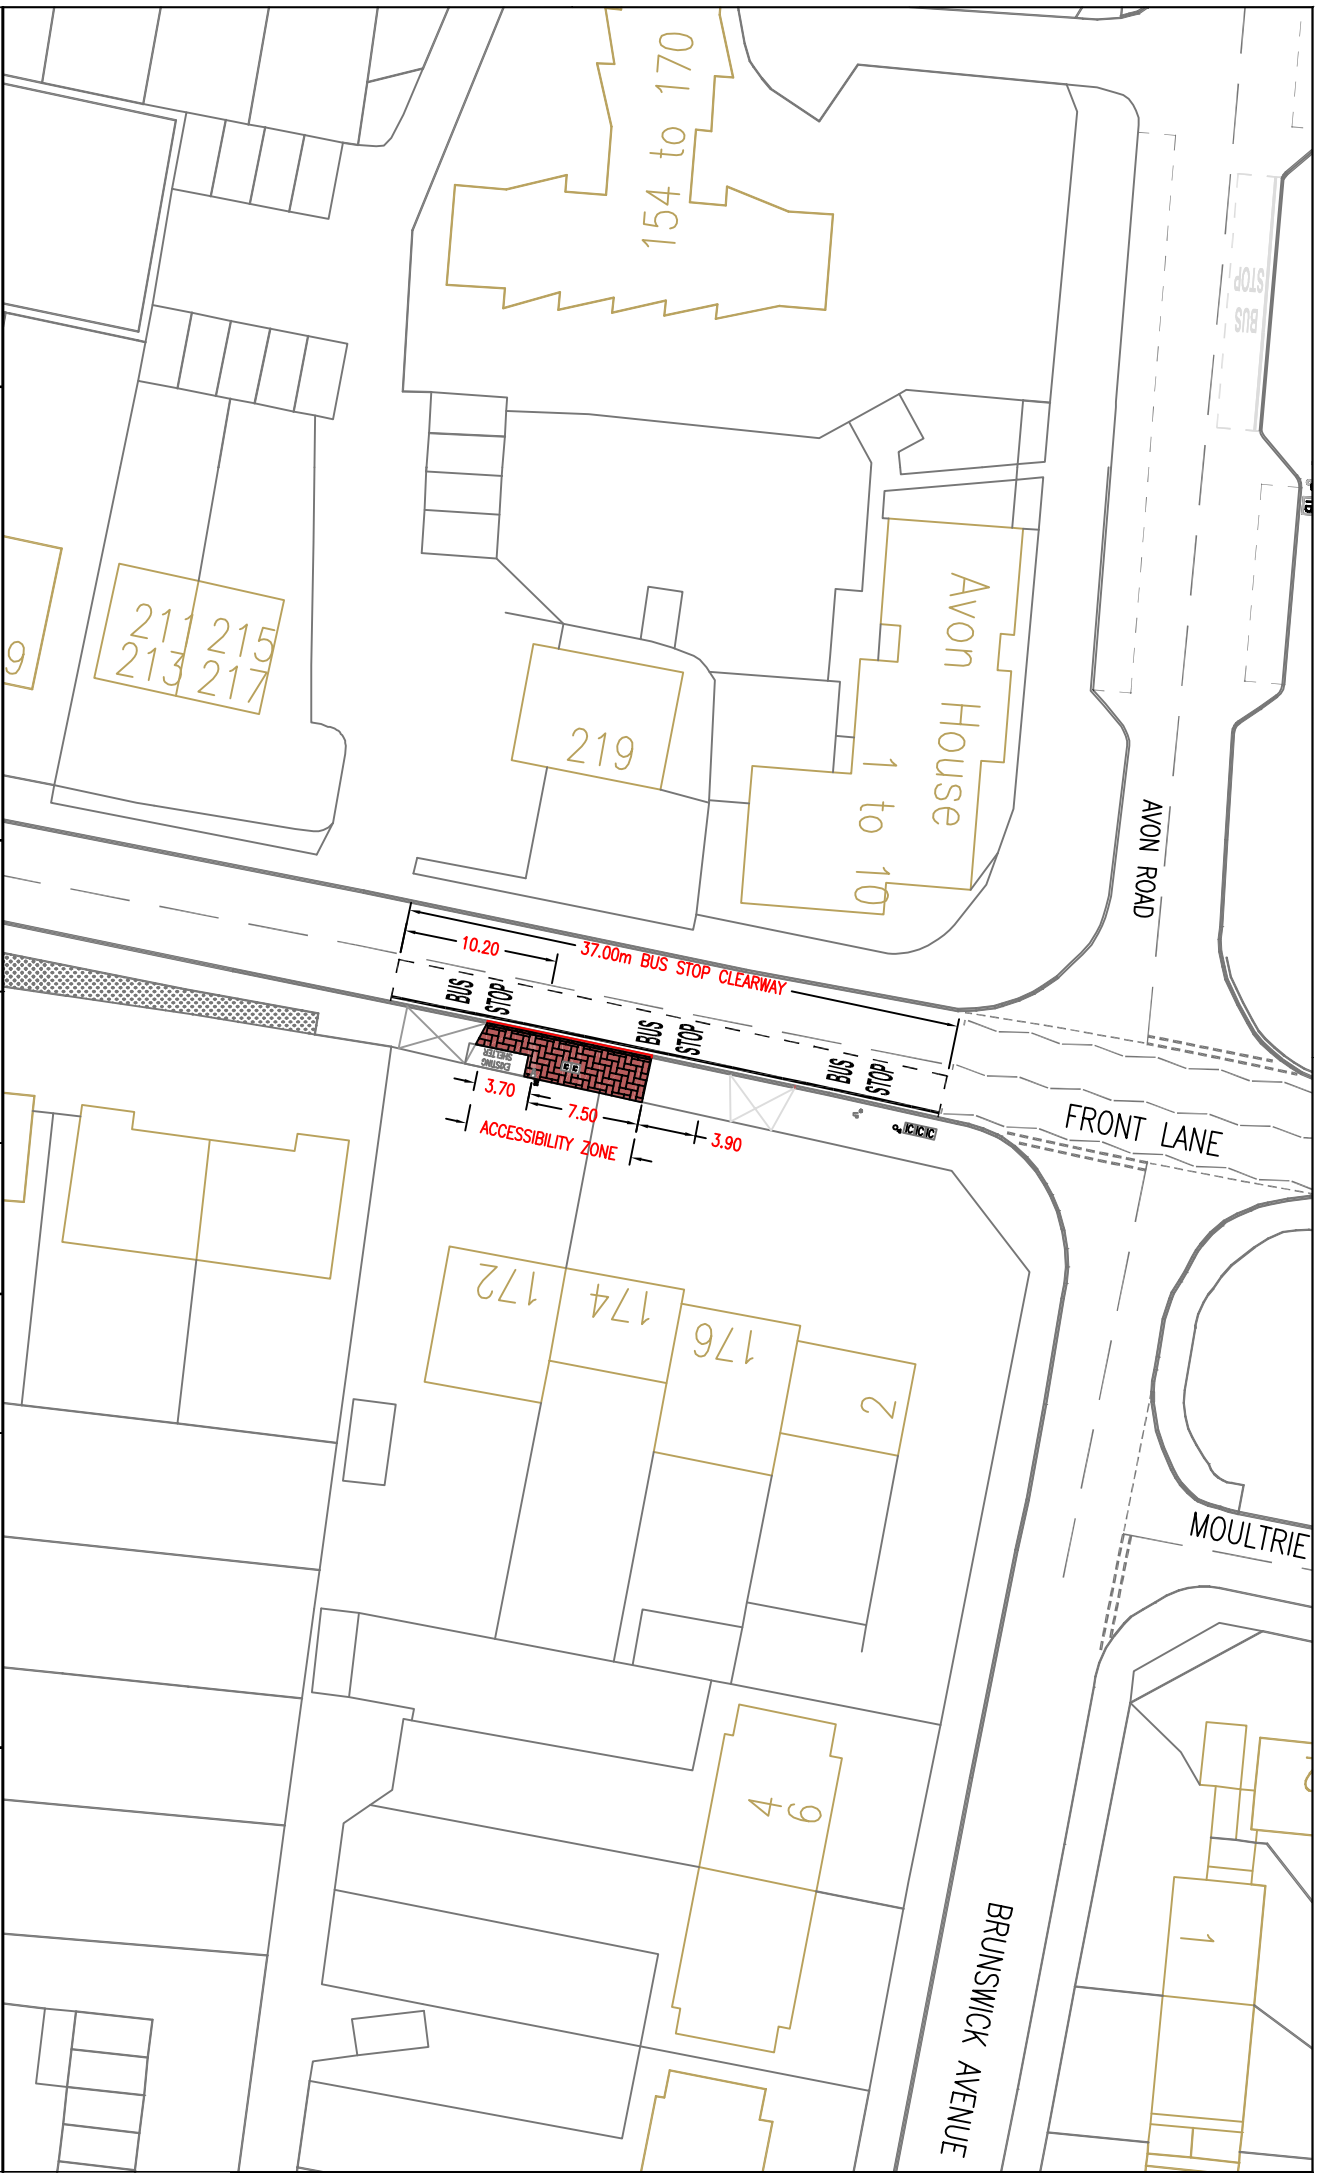 154 to 170
BUS
STOP
211
213
215
217
9
219
Avon House
1 to 10
AVON ROAD
10.20
37.00m BUS STOP CLEARWAY
BUS
STOP
BUS
STOP
BUS
STOP
EXISTING
SHELTER
3.70
7.50
3.90
ACCESSIBILITY ZONE
FRONT LANE
172
174
176
2
MOULTRIE
4
6
1
BRUNSWICK AVENUE